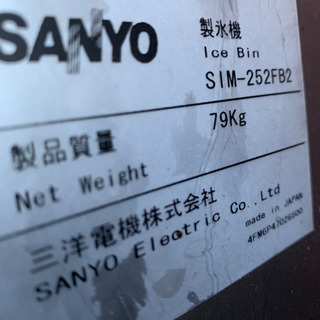 SANYO
製氷機
Ice Bin
SIM-252FB2
製品質量
79Kg
Net Weight
三洋電機株式会社
SANYO Electric Co.,Ltd
made in JAPAN